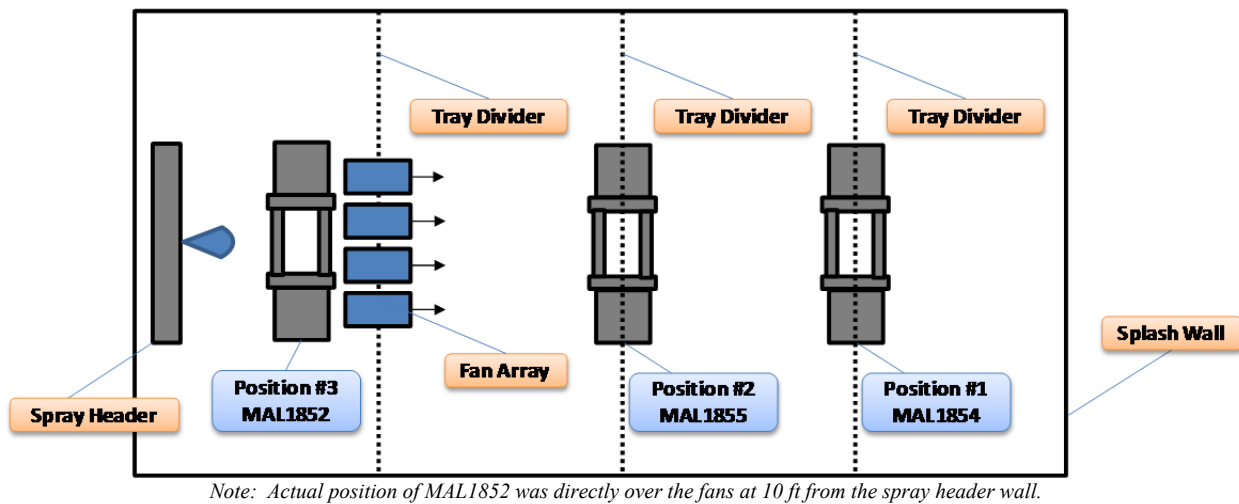 Tray Divider
Tray Divider
Tray Divider
Splash Wall
Fan Array
Position #3
MAL1852
Position #2
MAL1855
Position #1
MAL1854
Spray Header
Note: Actual position of MAL1852 was directly over the fans at 10 ft from the spray header wall.